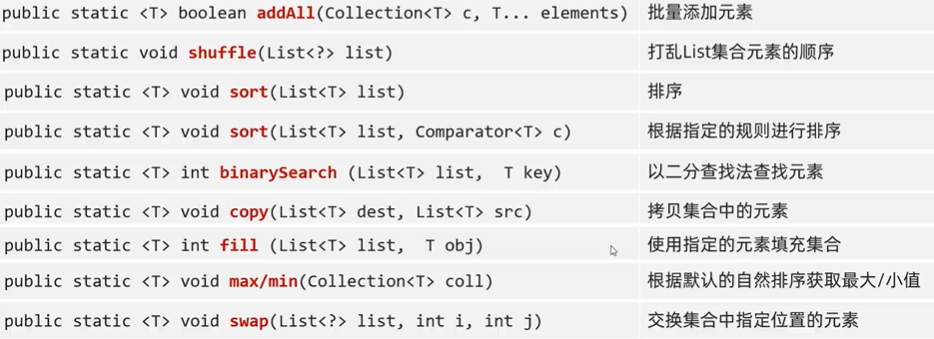 public static <T> boolean addAll(Collection<T> c, T... elements) 批量添加元素
public static void shuffle(List<?> list) 打乱List集合元素的顺序
public static <T> void sort(List<T> list) 排序
public static <T> void sort(List<T> list, Comparator<T> c) 根据指定的规则进行排序
public static <T> int binarySearch (List<T> list, T key) 以二分查找法查找元素
public static <T> void copy(List<T> dest, List<T> src) 拷贝集合中的元素
public static <T> int fill (List<T> list, T obj) 使用指定的元素填充集合
public static <T> void max/min(Collection<T> coll) 根据默认的自然排序获取最大/小值
public static <T> void swap(List<?> list, int i, int j) 交换集合中指定位置的元素